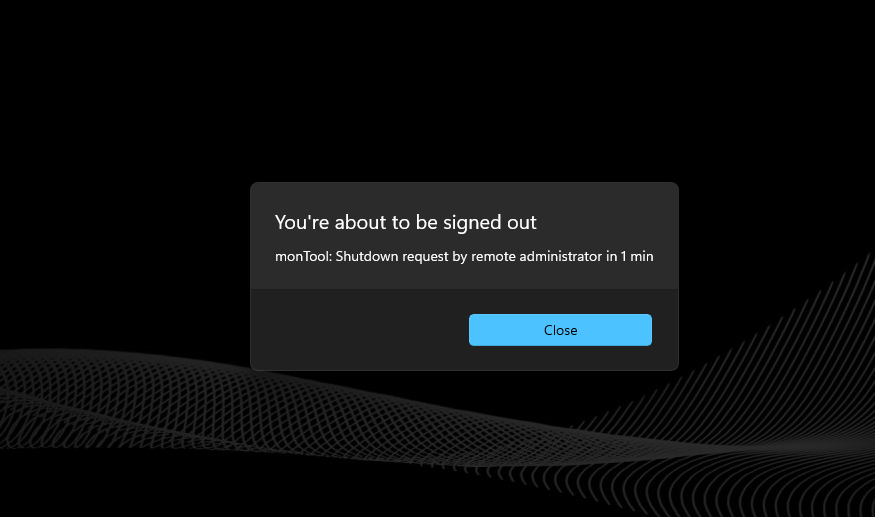 You're about to be signed out
monTool: Shutdown request by remote administrator in 1 min
Close